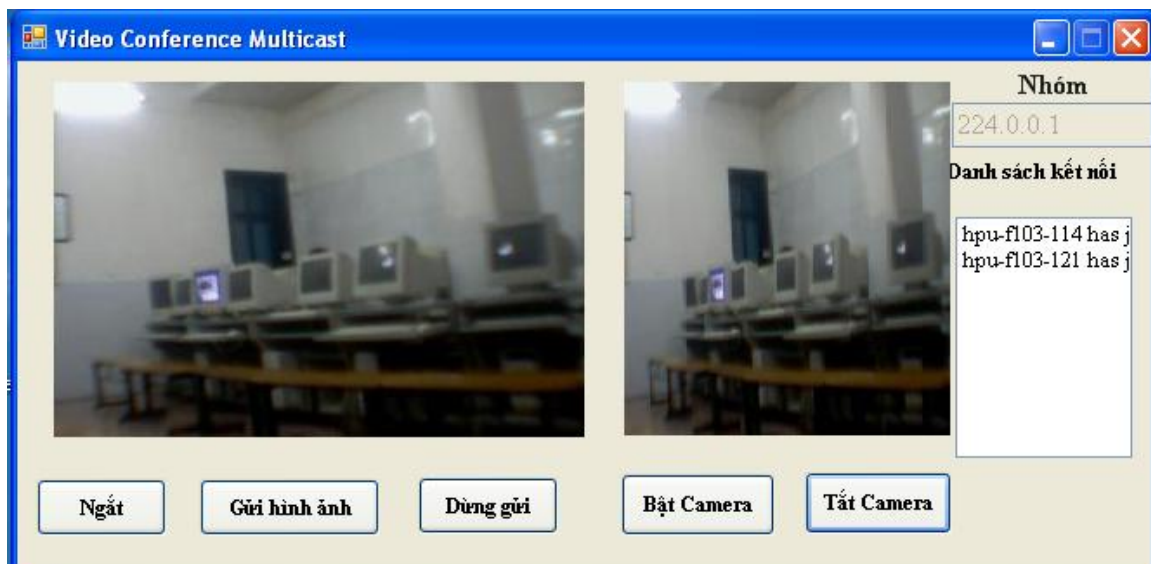 Video Conference Multicast
Nhóm
224.0.0.1
Danh sách kết nối
hpu-f103-114 has j
hpu-f103-121 has j
Ngắt
Gửi hình ảnh
Dừng gửi
Bật Camera
Tắt Camera